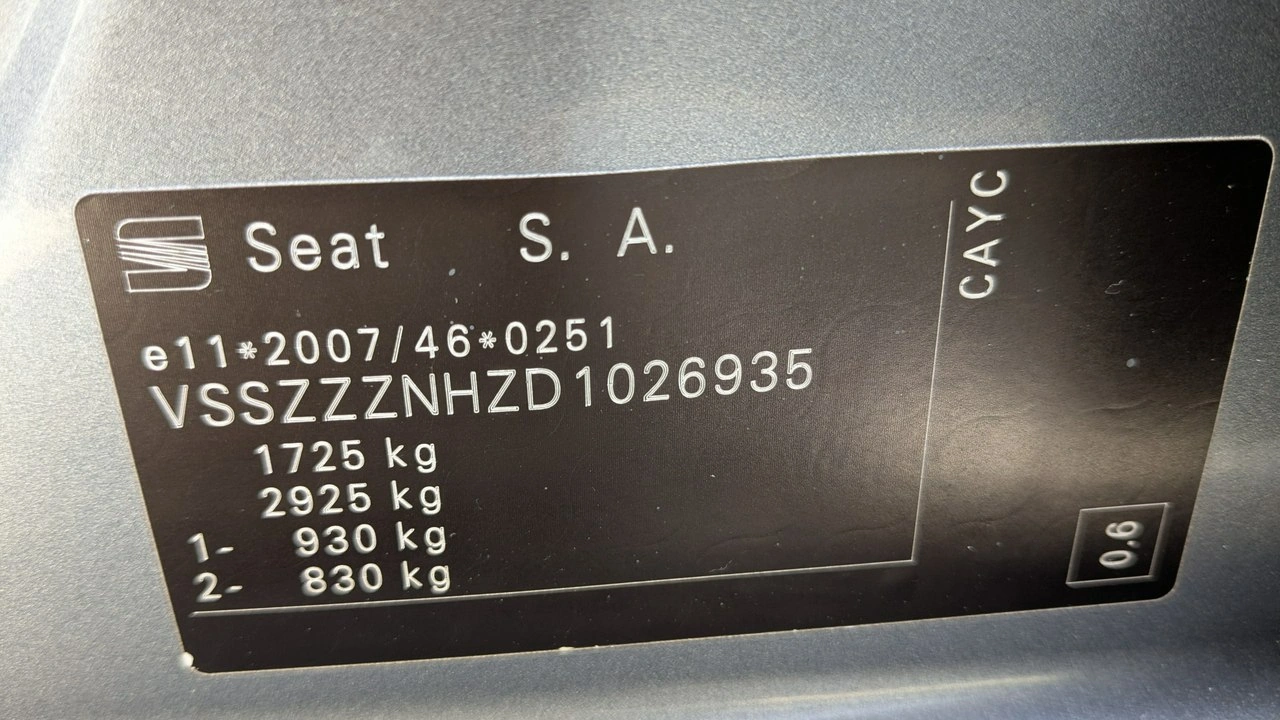 Seat S. A.
e11*2007/46*0251
VSSZZZNHZD1026935
1725 kg
2925 kg
1- 930 kg
2- 830 kg
CAYC
0.6